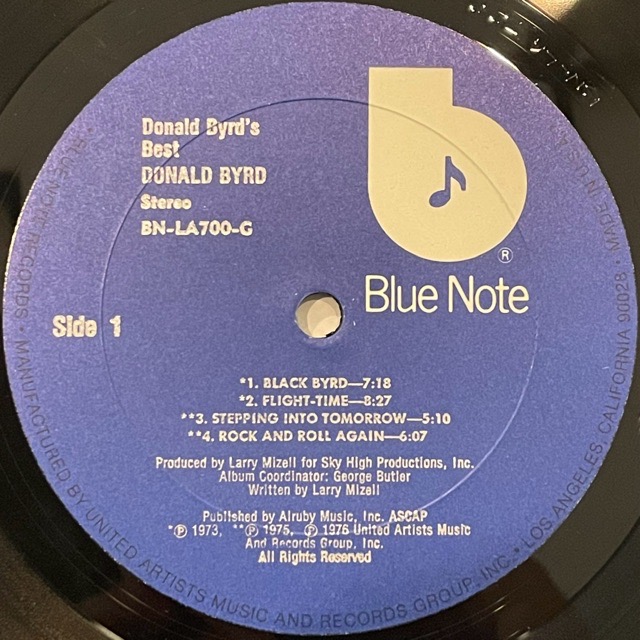 Donald Byrd's
Best
DONALD BYRD
Stereo
BN-LA700-G
®
Blue Note
Side 1
*1. BLACK BYRD—7:18
*2. FLIGHT-TIME—8:27
**3. STEPPING INTO TOMORROW—5:10
**4. ROCK AND ROLL AGAIN—6:07
Produced by Larry Mizell for Sky High Productions, Inc.
Album Coordinator: George Butler
Written by Larry Mizell
Published by Alruby Music, Inc. ASCAP
*℗ 1973, **℗ 1975, ℗ 1976 United Artists Music
And Records Group, Inc.
All Rights Reserved
BLUE NOTE RECORDS • MANUFACTURED BY UNITED ARTISTS MUSIC AND RECORDS GROUP, INC. • LOS ANGELES, CALIFORNIA 90028 • MADE IN U.S.A.